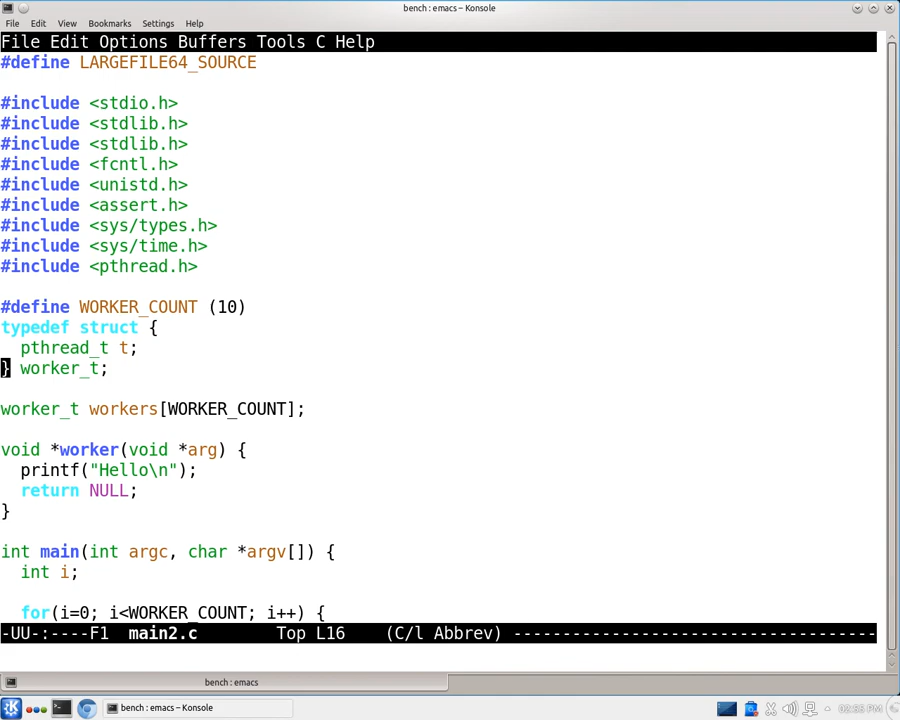 bench : emacs – Konsole
File Edit View Bookmarks Settings Help
File Edit Options Buffers Tools C Help
#define LARGEFILE64_SOURCE
#include <stdio.h>
#include <stdlib.h>
#include <stdlib.h>
#include <fcntl.h>
#include <unistd.h>
#include <assert.h>
#include <sys/types.h>
#include <sys/time.h>
#include <pthread.h>
#define WORKER_COUNT (10)
typedef struct {
  pthread_t t;
} worker_t;
worker_t workers[WORKER_COUNT];
void *worker(void *arg) {
  printf("Hello\n");
  return NULL;
}
int main(int argc, char *argv[]) {
  int i;
  for(i=0; i<WORKER_COUNT; i++) {
-UU-:----F1  main2.c        Top L16    (C/l Abbrev) -------------------------------------
bench : emacs
bench : emacs – Konsole
02:55 PM